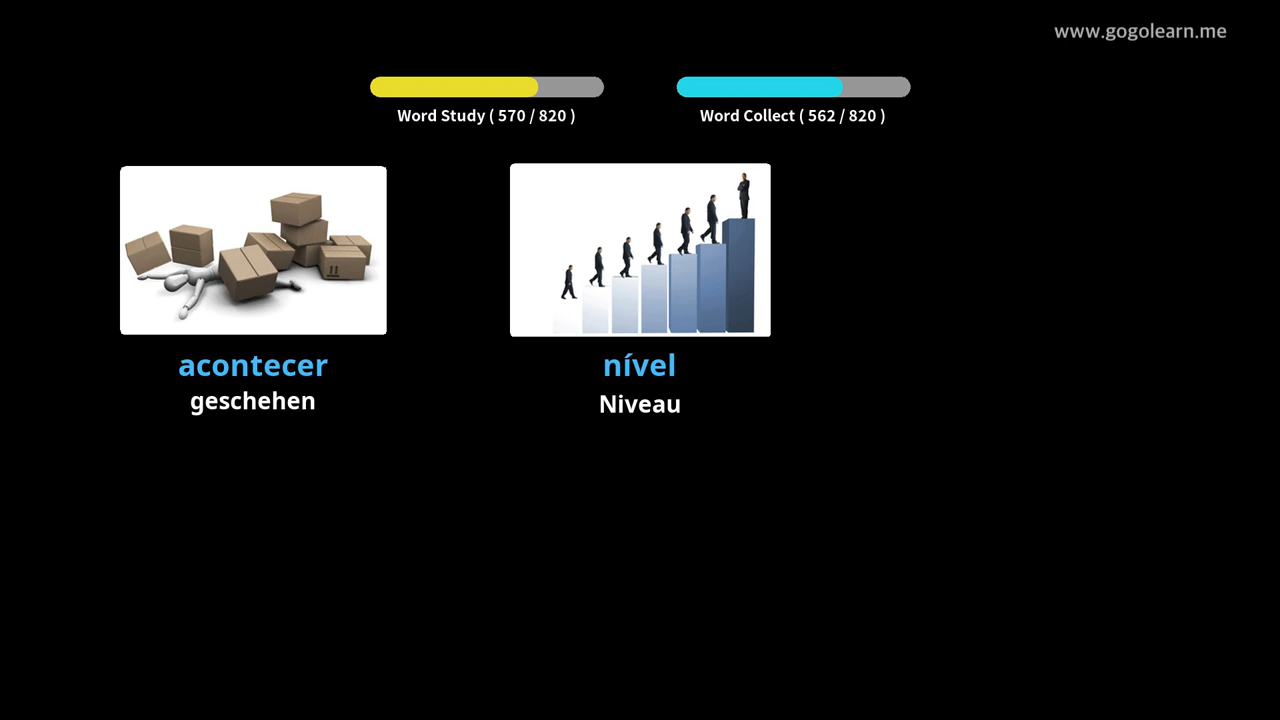 www.gogolearn.me
Word Study ( 570 / 820 )
Word Collect ( 562 / 820 )
acontecer
geschehen
nível
Niveau